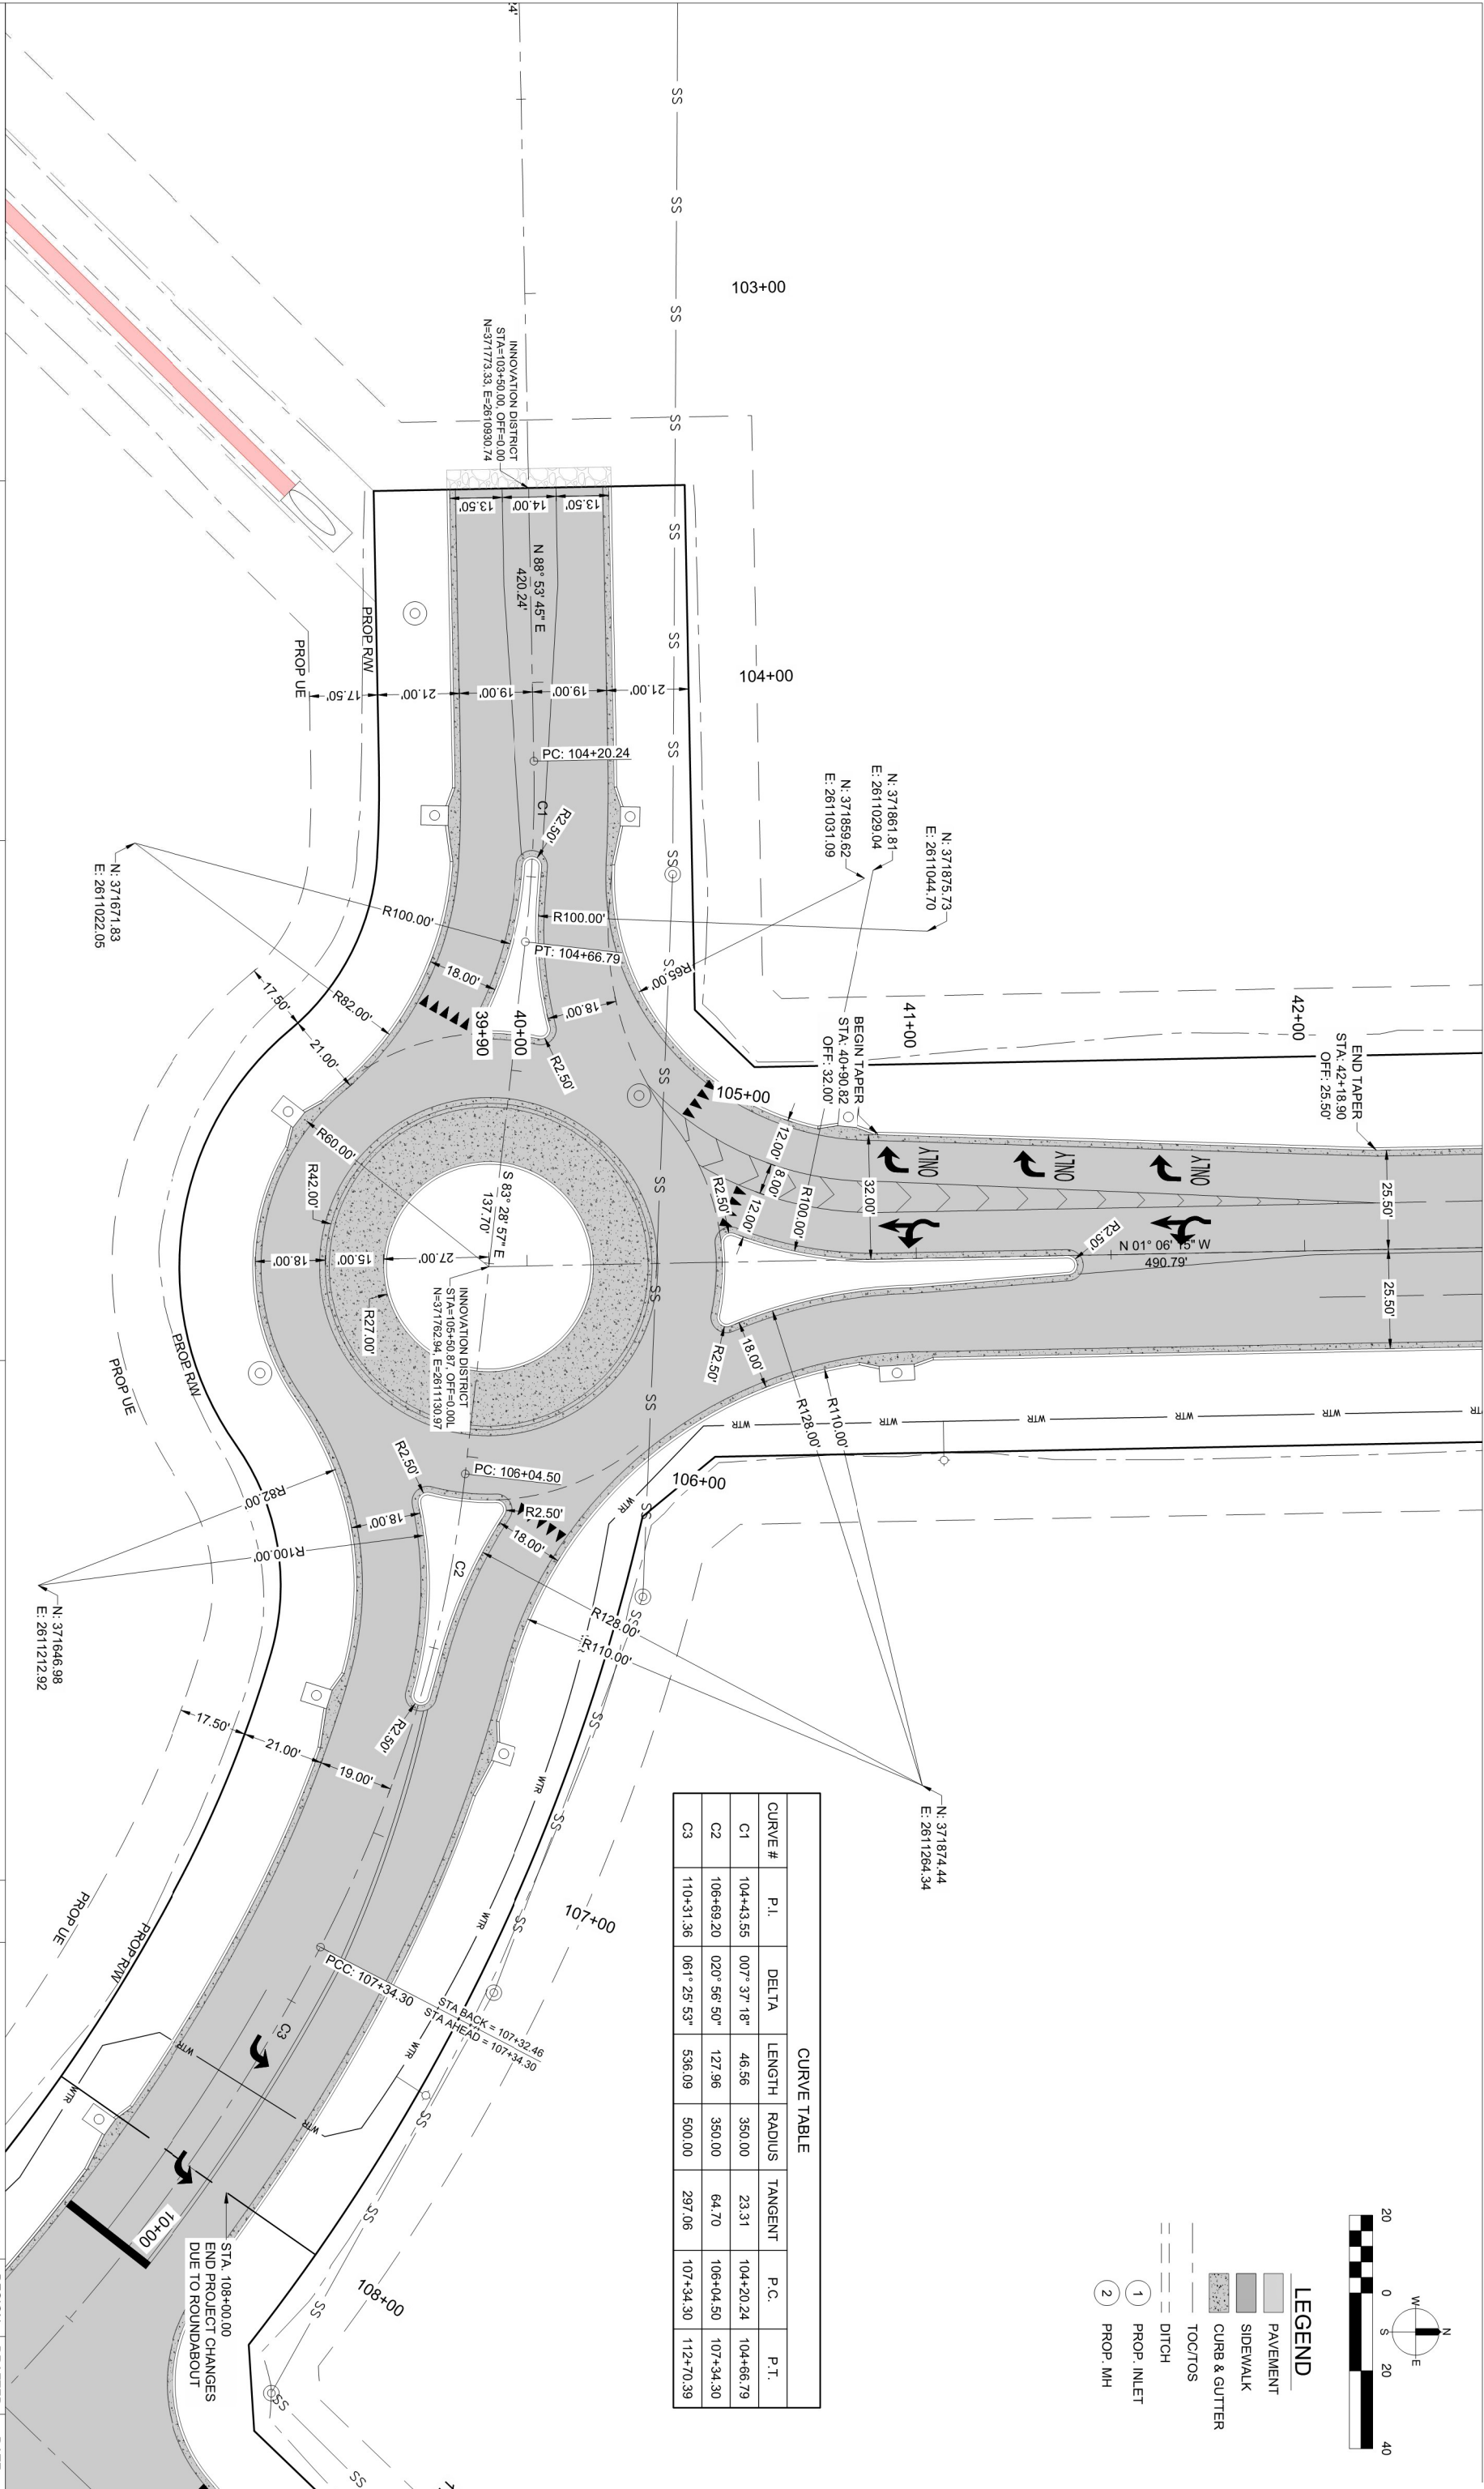 24'
SS
103+00
INNOVATION DISTRICT
STA=103+50.00, OFF=0.00
N=371773.33, E=2610930.74
13.50'
14.00'
13.50'
N 88° 53' 45" E
420.24'
PROP R/W
PROP UE
17.50'
21.00'
19.00'
19.00'
21.00'
104+00
PC: 104+20.24
C1
R2.50'
N: 371861.81
E: 2611029.04
N: 371859.62
E: 2611031.09
N: 371875.73
E: 2611044.70
N: 371671.83
E: 2611022.05
R100.00'
R100.00'
PT: 104+66.79
R65.00'
18.00'
18.00'
39+90
40+00
R2.50'
R82.00'
17.50'
21.00'
BEGIN TAPER
STA: 40+90.82
OFF: 32.00'
41+00
42+00
END TAPER
STA: 42+18.90
OFF: 25.50'
105+00
12.00'
8.00'
12.00'
R2.50'
R100.00'
32.00'
ONLY
ONLY
ONLY
25.50'
25.50'
R2.50'
N 01° 06' 15" W
490.79'
R60.00'
R42.00'
S 83° 28' 57" E
137.70'
18.00'
15.00'
27.00'
R27.00'
INNOVATION DISTRICT
STA=105+50.87, OFF=0.00L
N=371762.94, E=2611130.97
R2.50'
18.00'
R128.00'
R110.00'
WTR
PROP R/W
PROP UE
106+00
PC: 106+04.50
R2.50'
R2.50'
18.00'
18.00'
R82.00'
R100.00'
C2
R128.00'
R110.00'
N: 371646.98
E: 2611212.92
N: 371874.44
E: 2611264.34
R2.50'
17.50'
21.00'
19.00'
PROP UE
PROP R/W
107+00
PCC: 107+34.30
STA BACK = 107+32.46
STA AHEAD = 107+34.30
C3
10+00
STA. 108+00.00
END PROJECT CHANGES
DUE TO ROUNDABOUT
108+00
CURVE TABLE
CURVE # P.I. DELTA LENGTH RADIUS TANGENT P.C. P.T.
C1 104+43.55 007° 37' 18" 46.56 350.00 23.31 104+20.24 104+66.79
C2 106+69.20 020° 56' 50" 127.96 350.00 64.70 106+04.50 107+34.30
C3 110+31.36 061° 25' 53" 536.09 500.00 297.06 107+34.30 112+70.39
20 0 20 40
N
W E
S
LEGEND
PAVEMENT
SIDEWALK
CURB & GUTTER
TOC/TOS
DITCH
1 PROP. INLET
2 PROP. MH